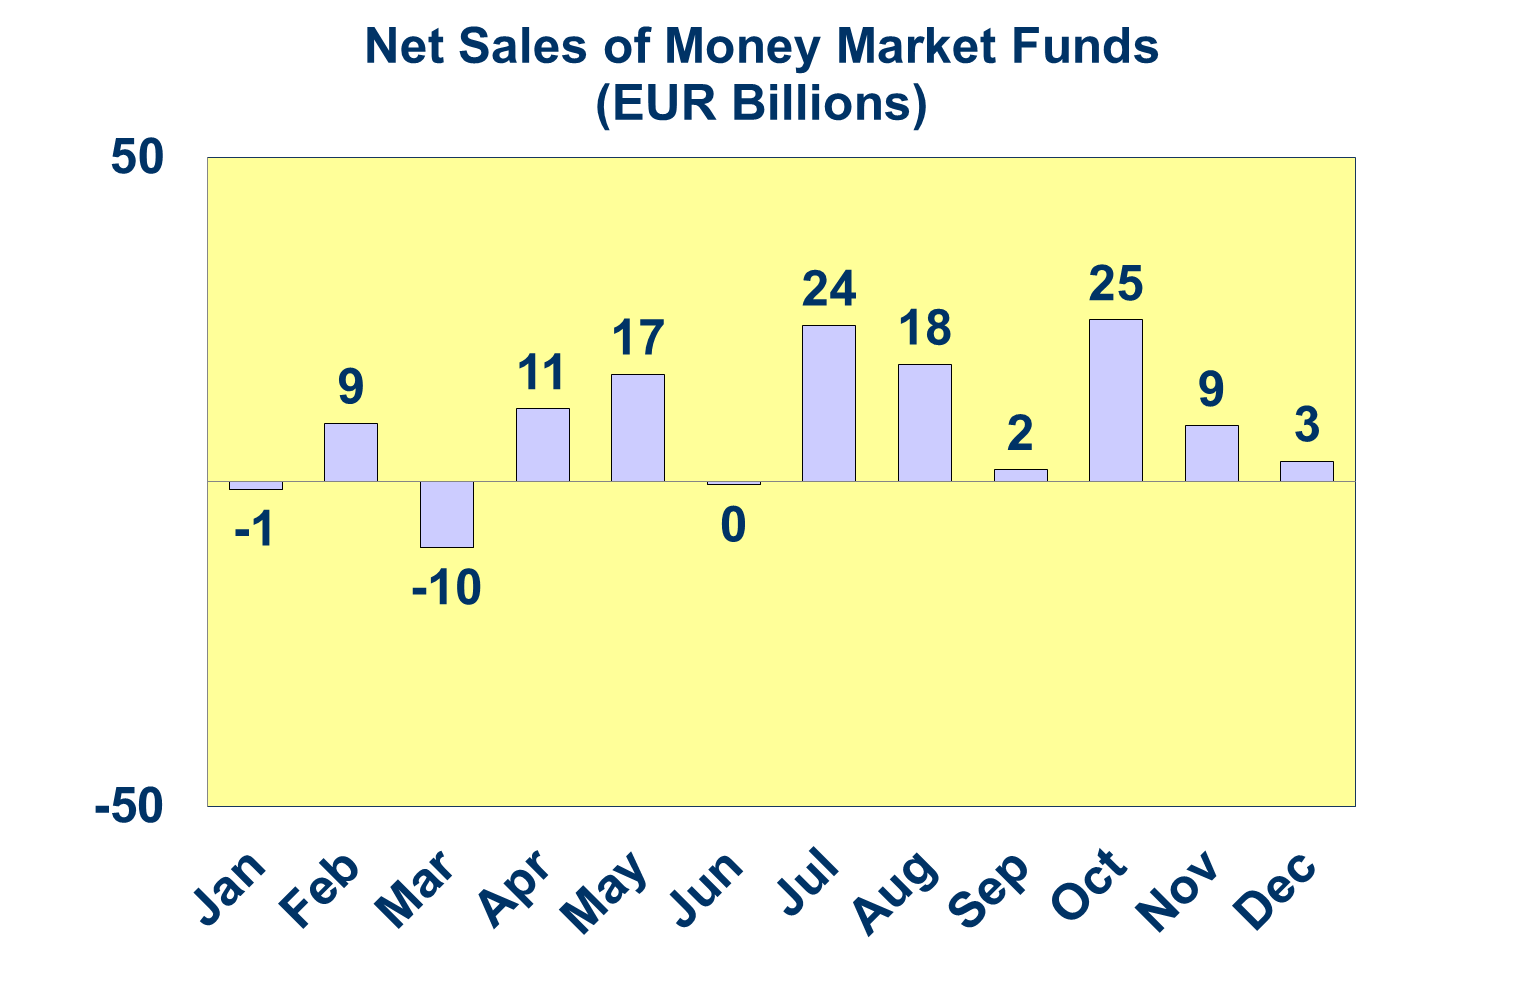 Net Sales of Money Market Funds
(EUR Billions)
50
24
25
18
17
11
9
9
3
2
-1
0
-10
-50
Jan
Feb
Mar
Apr
May
Jun
Jul
Aug
Sep
Oct
Nov
Dec